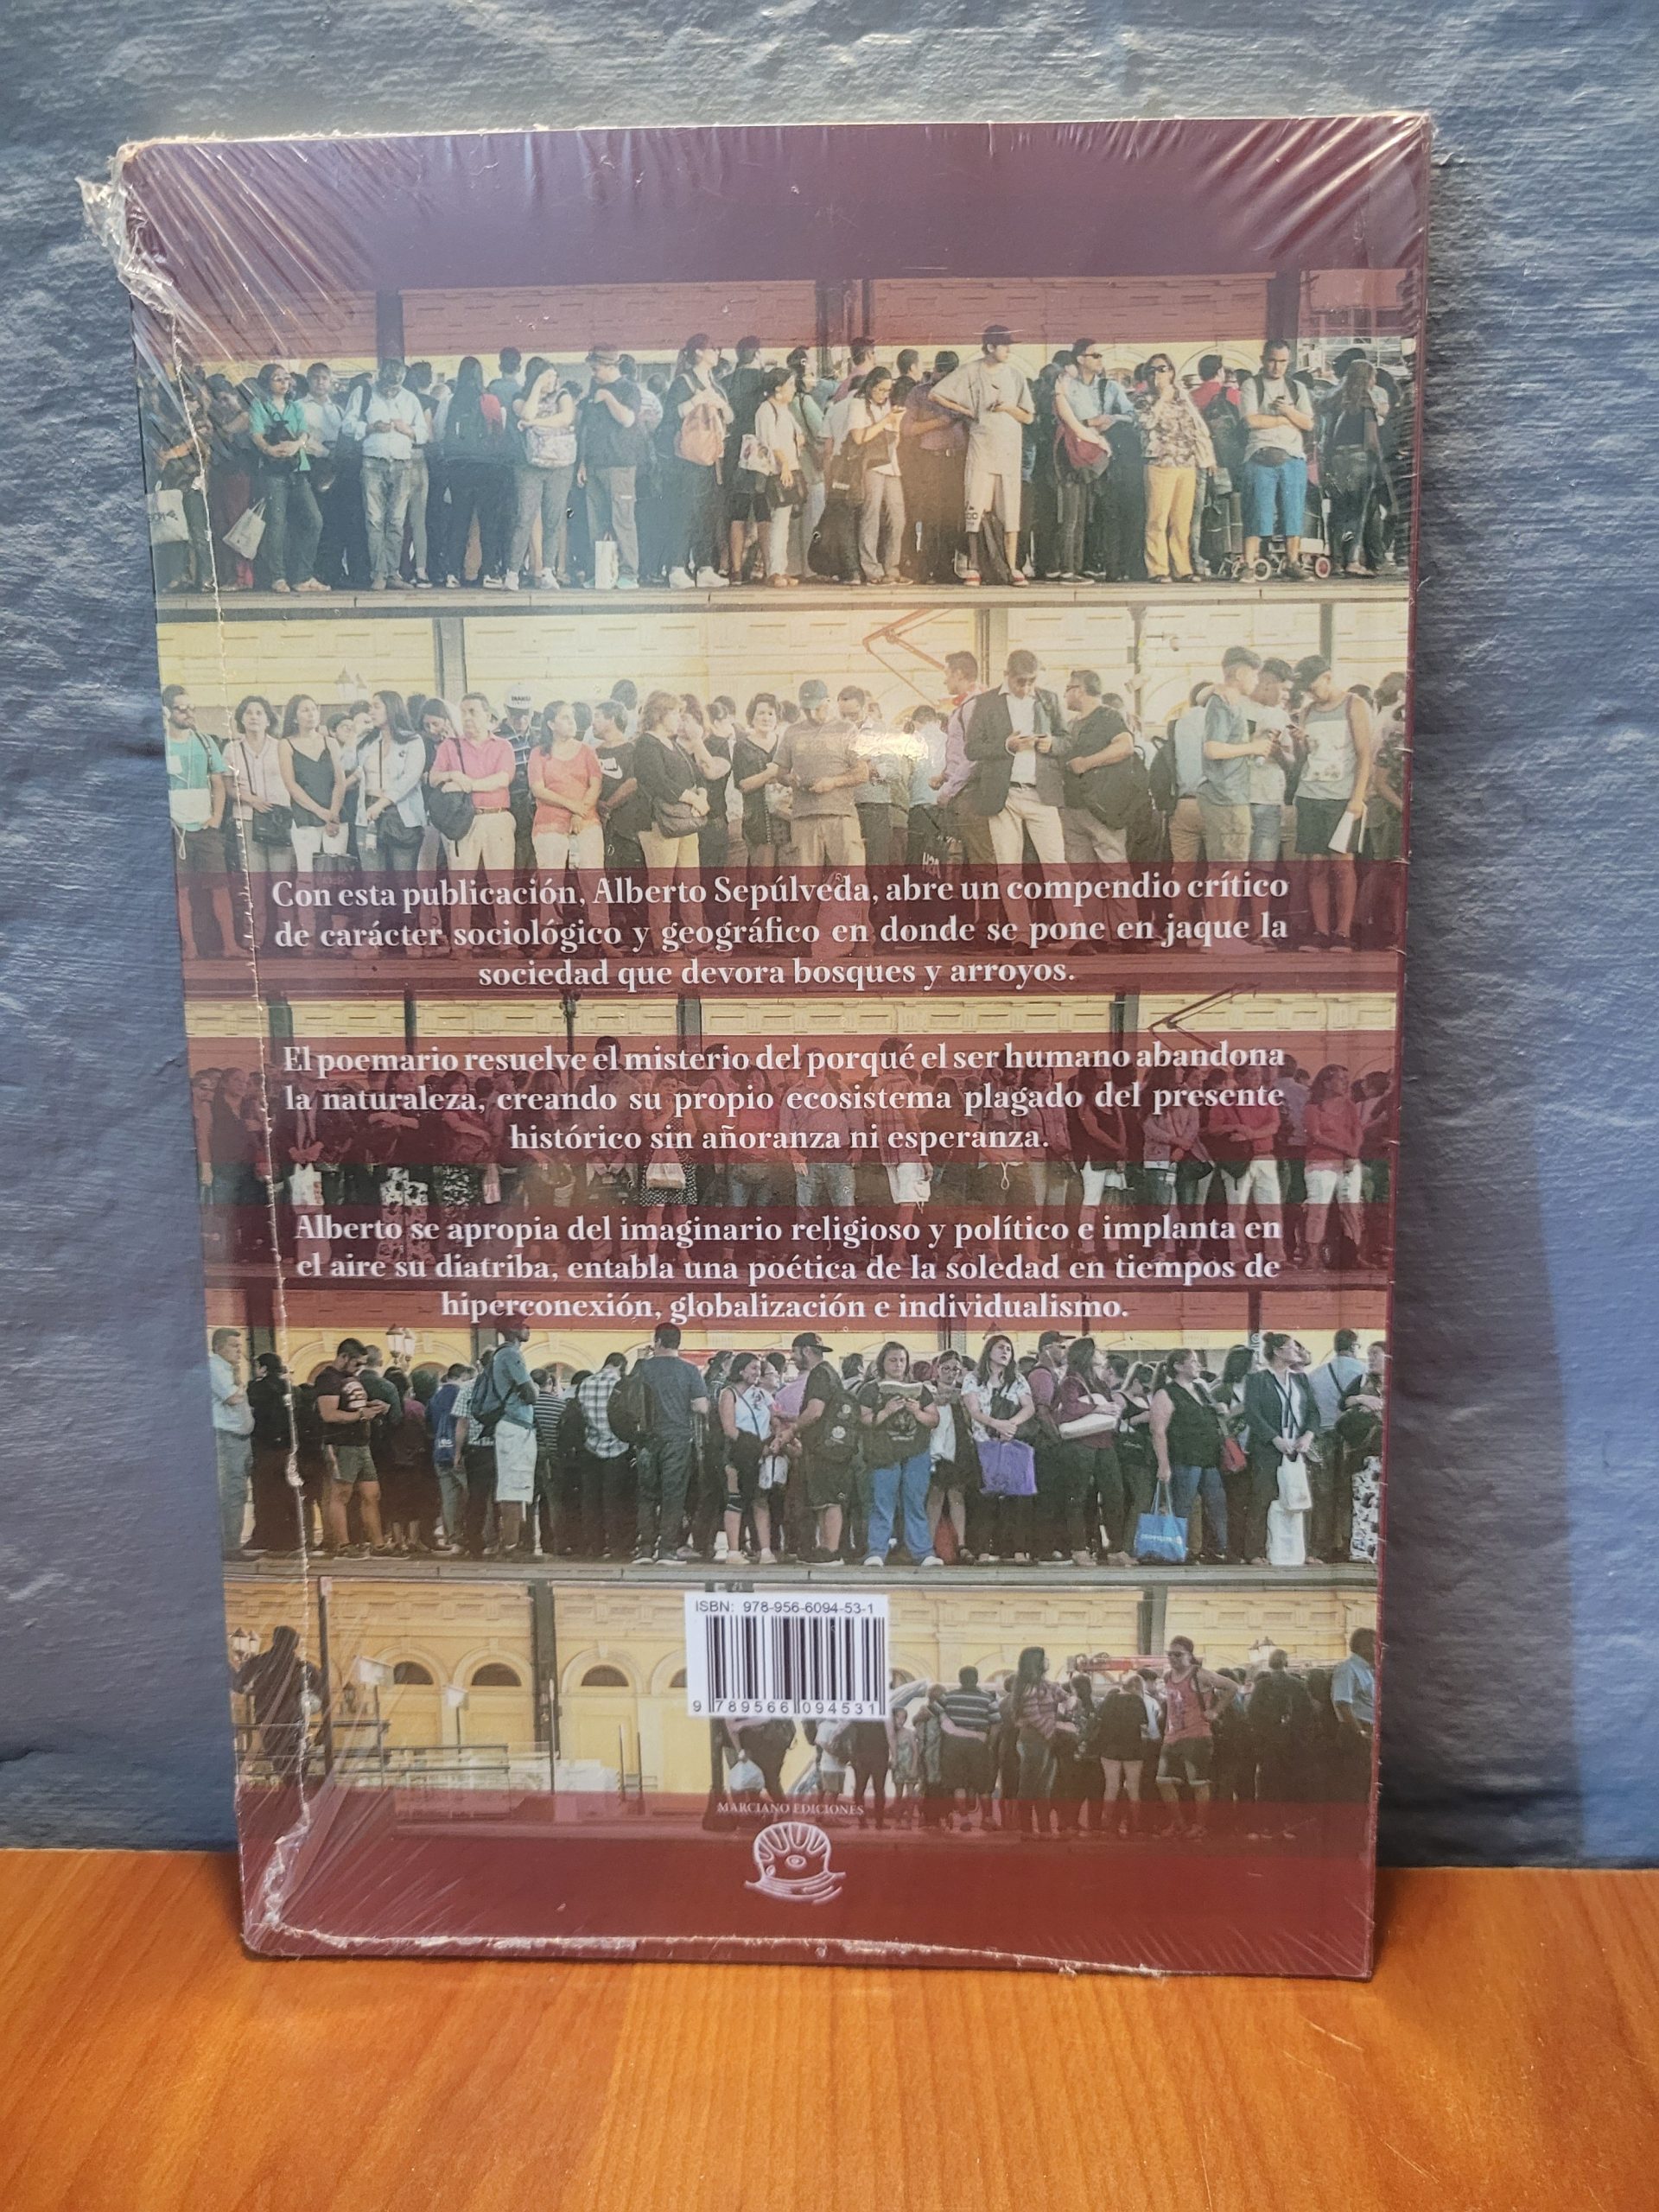 Con esta publicación, Alberto Sepúlveda, abre un compendio crítico
de carácter sociológico y geográfico en donde se pone en jaque la
sociedad que devora bosques y arroyos.
El poemario resuelve el misterio del porqué el ser humano abandona
la naturaleza, creando su propio ecosistema plagado del presente
histórico sin añoranza ni esperanza.
Alberto se apropia del imaginario religioso y político e implanta en
el aire su diatriba, entabla una poética de la soledad en tiempos de
hiperconexión, globalización e individualismo.
ISBN: 978-956-6094-53-1
9 789566 094531
MARCIANO EDICIONES